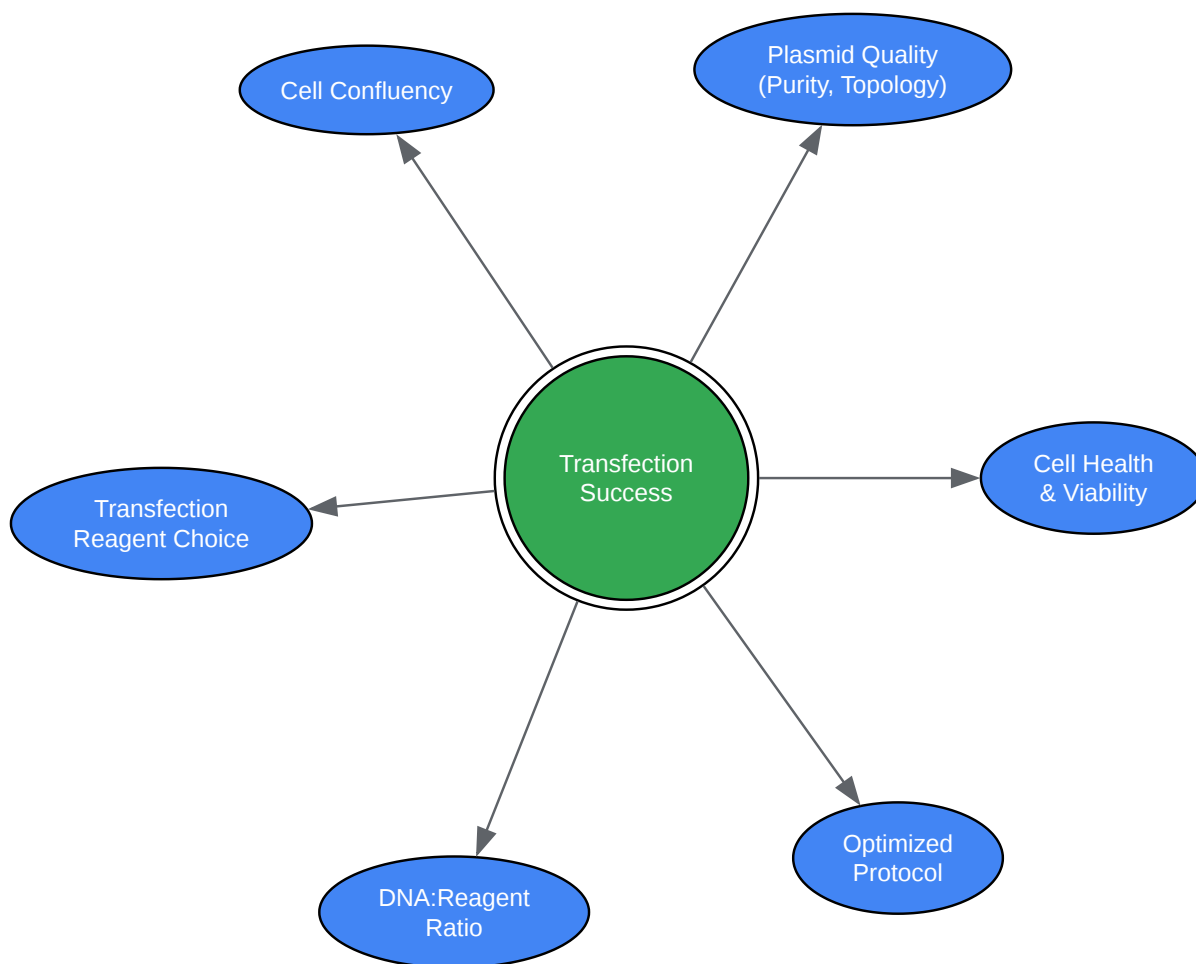 Plasmid Quality
(Purity, Topology)
Cell Confluency
Transfection
Success
Cell Health
& Viability
Transfection
Reagent Choice
Optimized
Protocol
DNA:Reagent
Ratio